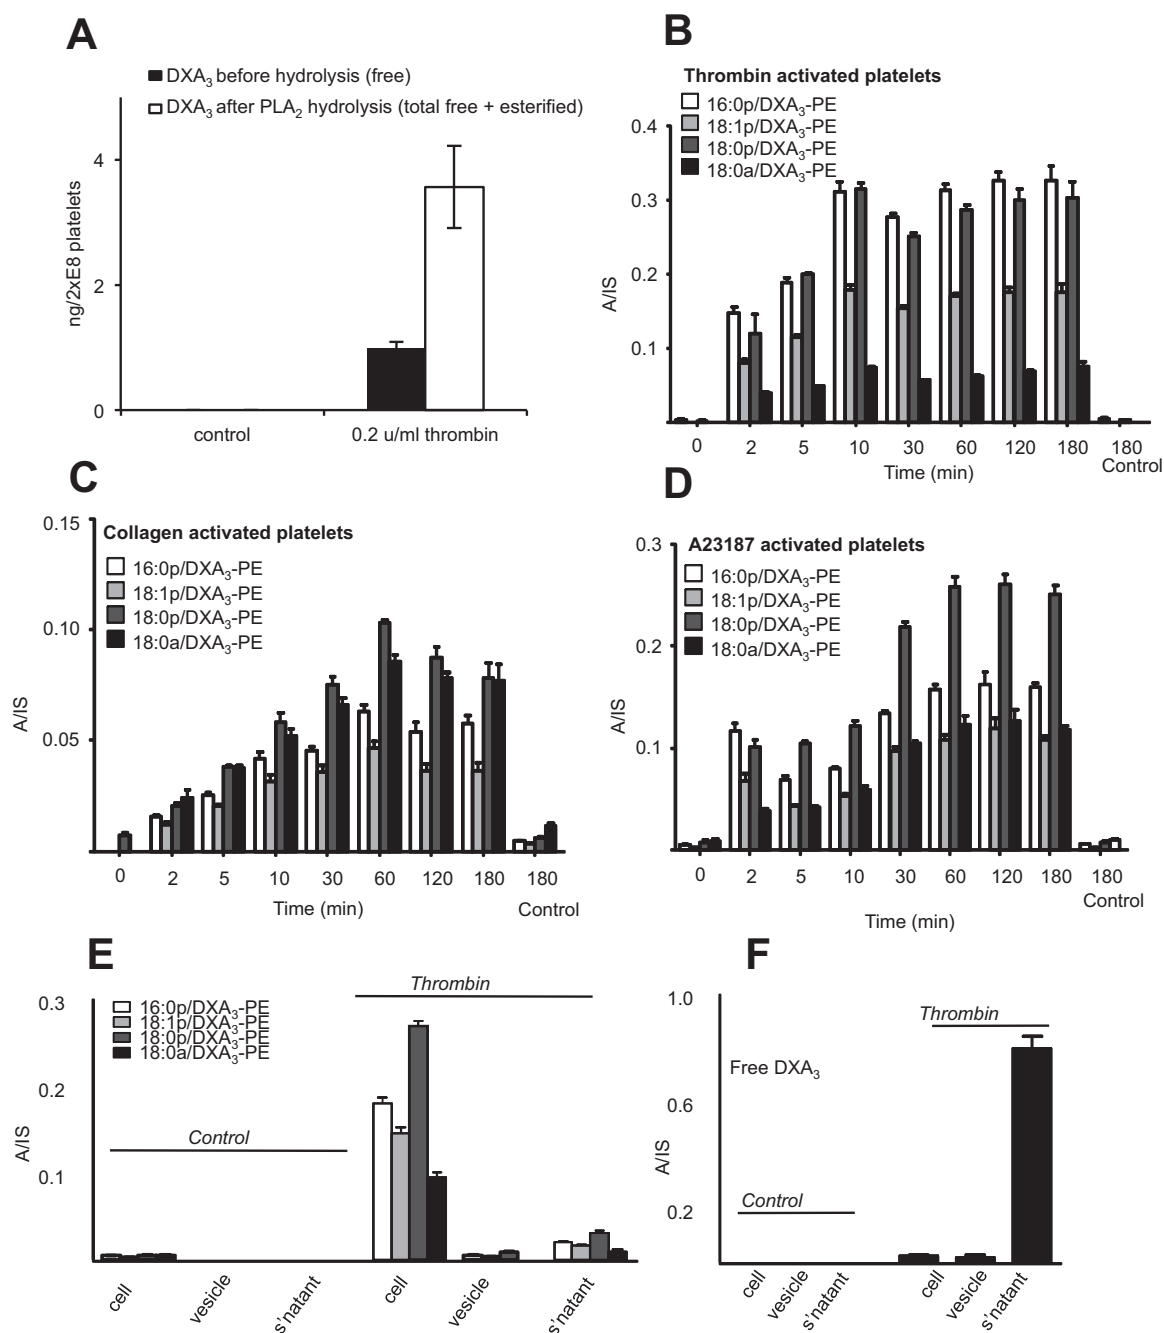 A
DXA3 before hydrolysis (free)
DXA3 after PLA2 hydrolysis (total free + esterified)
ng/2xE8 platelets
4
2
0
control
0.2 u/ml thrombin
B
Thrombin activated platelets
16:0p/DXA3-PE
18:1p/DXA3-PE
18:0p/DXA3-PE
18:0a/DXA3-PE
A/IS
0.4
0.3
0.2
0.1
0 2 5 10 30 60 120 180 180
Time (min)
Control
C
Collagen activated platelets
16:0p/DXA3-PE
18:1p/DXA3-PE
18:0p/DXA3-PE
18:0a/DXA3-PE
A/IS
0.15
0.10
0.05
0 2 5 10 30 60 120 180 180
Time (min)
Control
D
A23187 activated platelets
16:0p/DXA3-PE
18:1p/DXA3-PE
18:0p/DXA3-PE
18:0a/DXA3-PE
A/IS
0.3
0.2
0.1
0 2 5 10 30 60 120 180 180
Control
Time (min)
E
Thrombin
16:0p/DXA3-PE
18:1p/DXA3-PE
18:0p/DXA3-PE
18:0a/DXA3-PE
Control
A/IS
0.3
0.2
0.1
cell vesicle s'natant cell vesicle s'natant
F
Thrombin
Free DXA3
Control
A/IS
1.0
0.6
0.2
cell vesicle s'natant cell vesicle s'natant